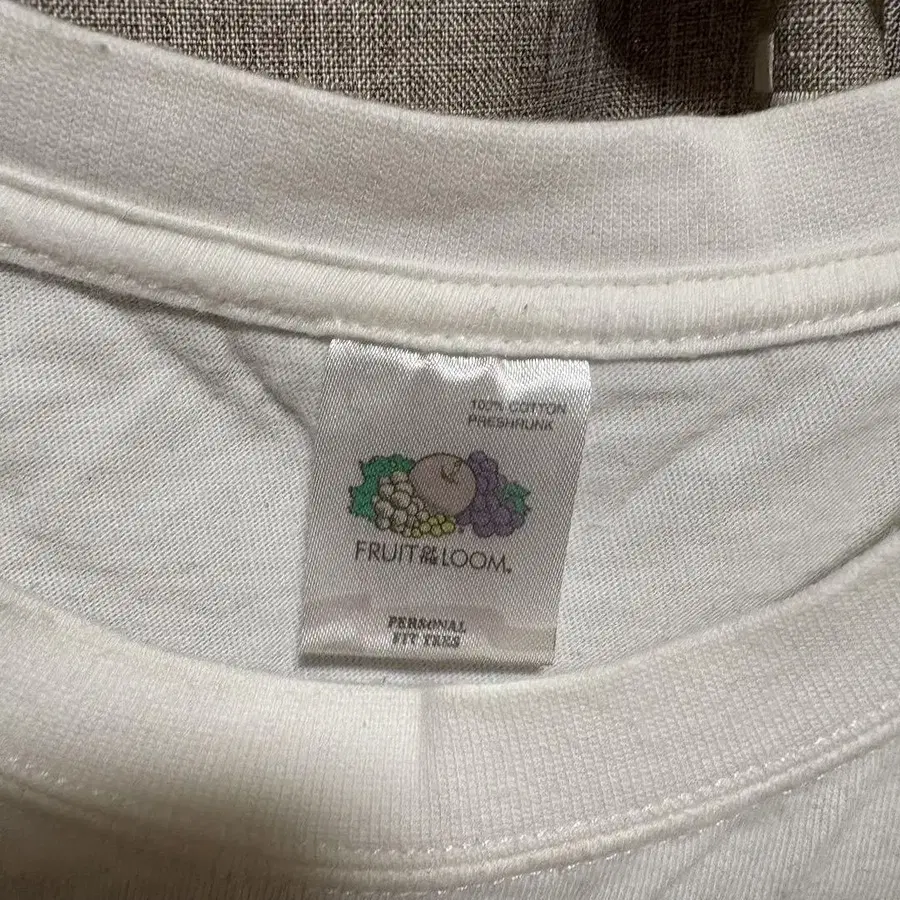 100% COTTON
PRESHRUNK
FRUIT OF THE LOOM®
PERSONAL
FIT TEES